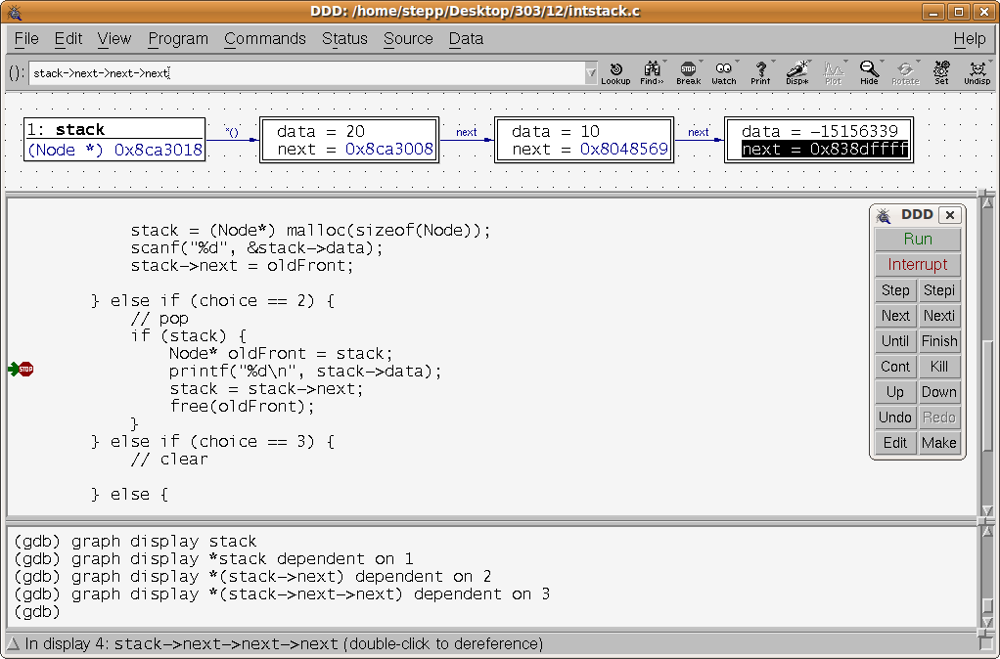 DDD: /home/stepp/Desktop/303/12/intstack.c
File Edit View Program Commands Status Source Data Help
(): stack->next->next->next
Lookup Find>> Break Watch Print Disp* Plot Hide Rotate Set Undisp
1: stack
(Node *) 0x8ca3018
*()
data = 20
next = 0x8ca3008
next
data = 10
next = 0x8048569
next
data = -15156339
next = 0x838dffff
stack = (Node*) malloc(sizeof(Node));
scanf("%d", &stack->data);
stack->next = oldFront;
} else if (choice == 2) {
// pop
if (stack) {
Node* oldFront = stack;
STOP
printf("%d\n", stack->data);
stack = stack->next;
free(oldFront);
}
} else if (choice == 3) {
// clear
} else {
DDD
Run
Interrupt
Step Stepi
Next Nexti
Until Finish
Cont Kill
Up Down
Undo Redo
Edit Make
(gdb) graph display stack
(gdb) graph display *stack dependent on 1
(gdb) graph display *(stack->next) dependent on 2
(gdb) graph display *(stack->next->next) dependent on 3
(gdb)
In display 4: stack->next->next->next (double-click to dereference)